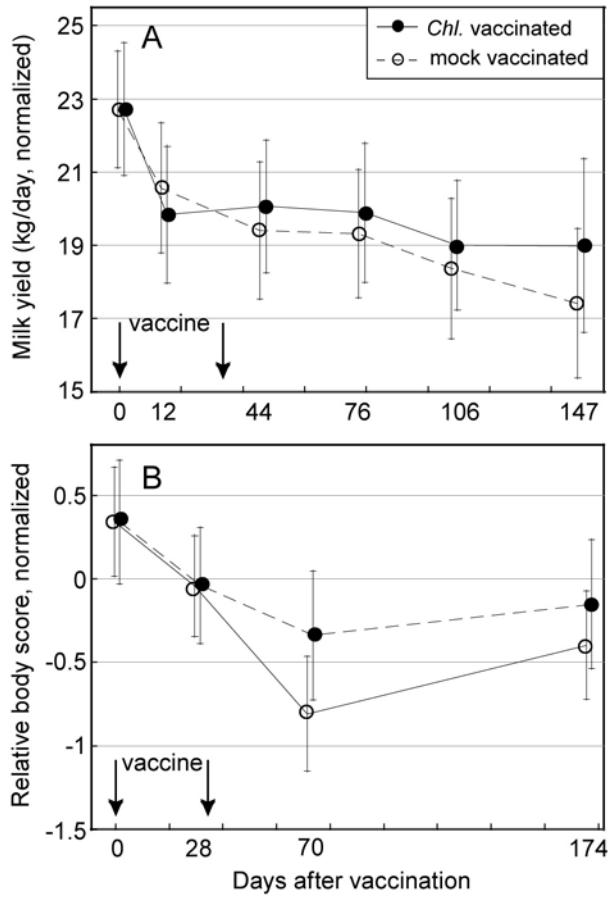 A
Chl. vaccinated
mock vaccinated
Milk yield (kg/day, normalized)
25
23
21
19
17
15
vaccine
0 12 44 76 106 147
B
Relative body score, normalized
0.5
0
-0.5
-1
-1.5
vaccine
0 28 70 174
Days after vaccination